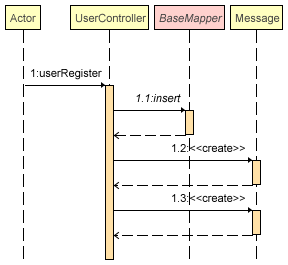 Actor UserController BaseMapper Message
1:userRegister
1.1:insert
1.2:<<create>>
1.3:<<create>>